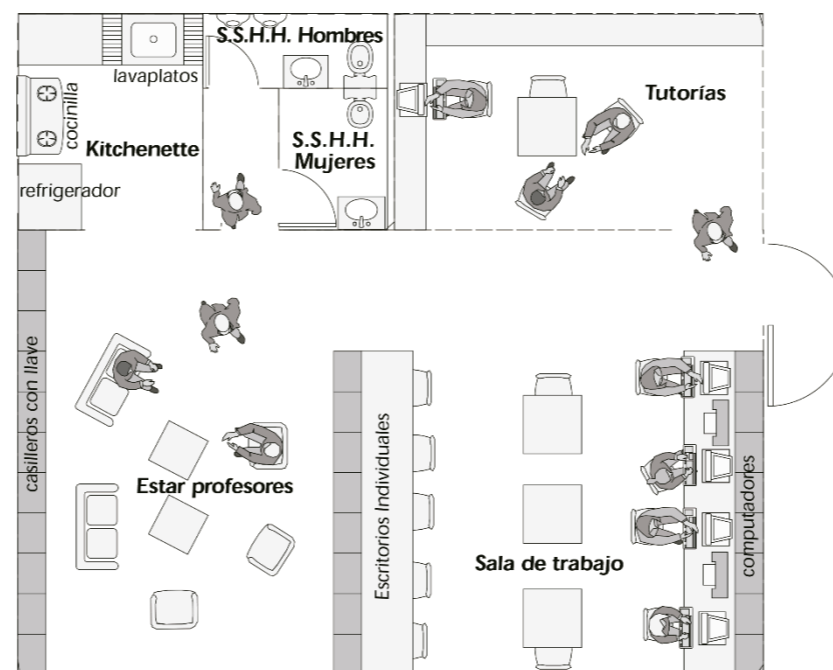 S.S.H.H. Hombres
lavaplatos
cocinilla
Kitchenette
S.S.H.H.
Mujeres
Tutorías
refrigerador
casilleros con llave
Estar profesores
Escritorios Individuales
Sala de trabajo
computadores